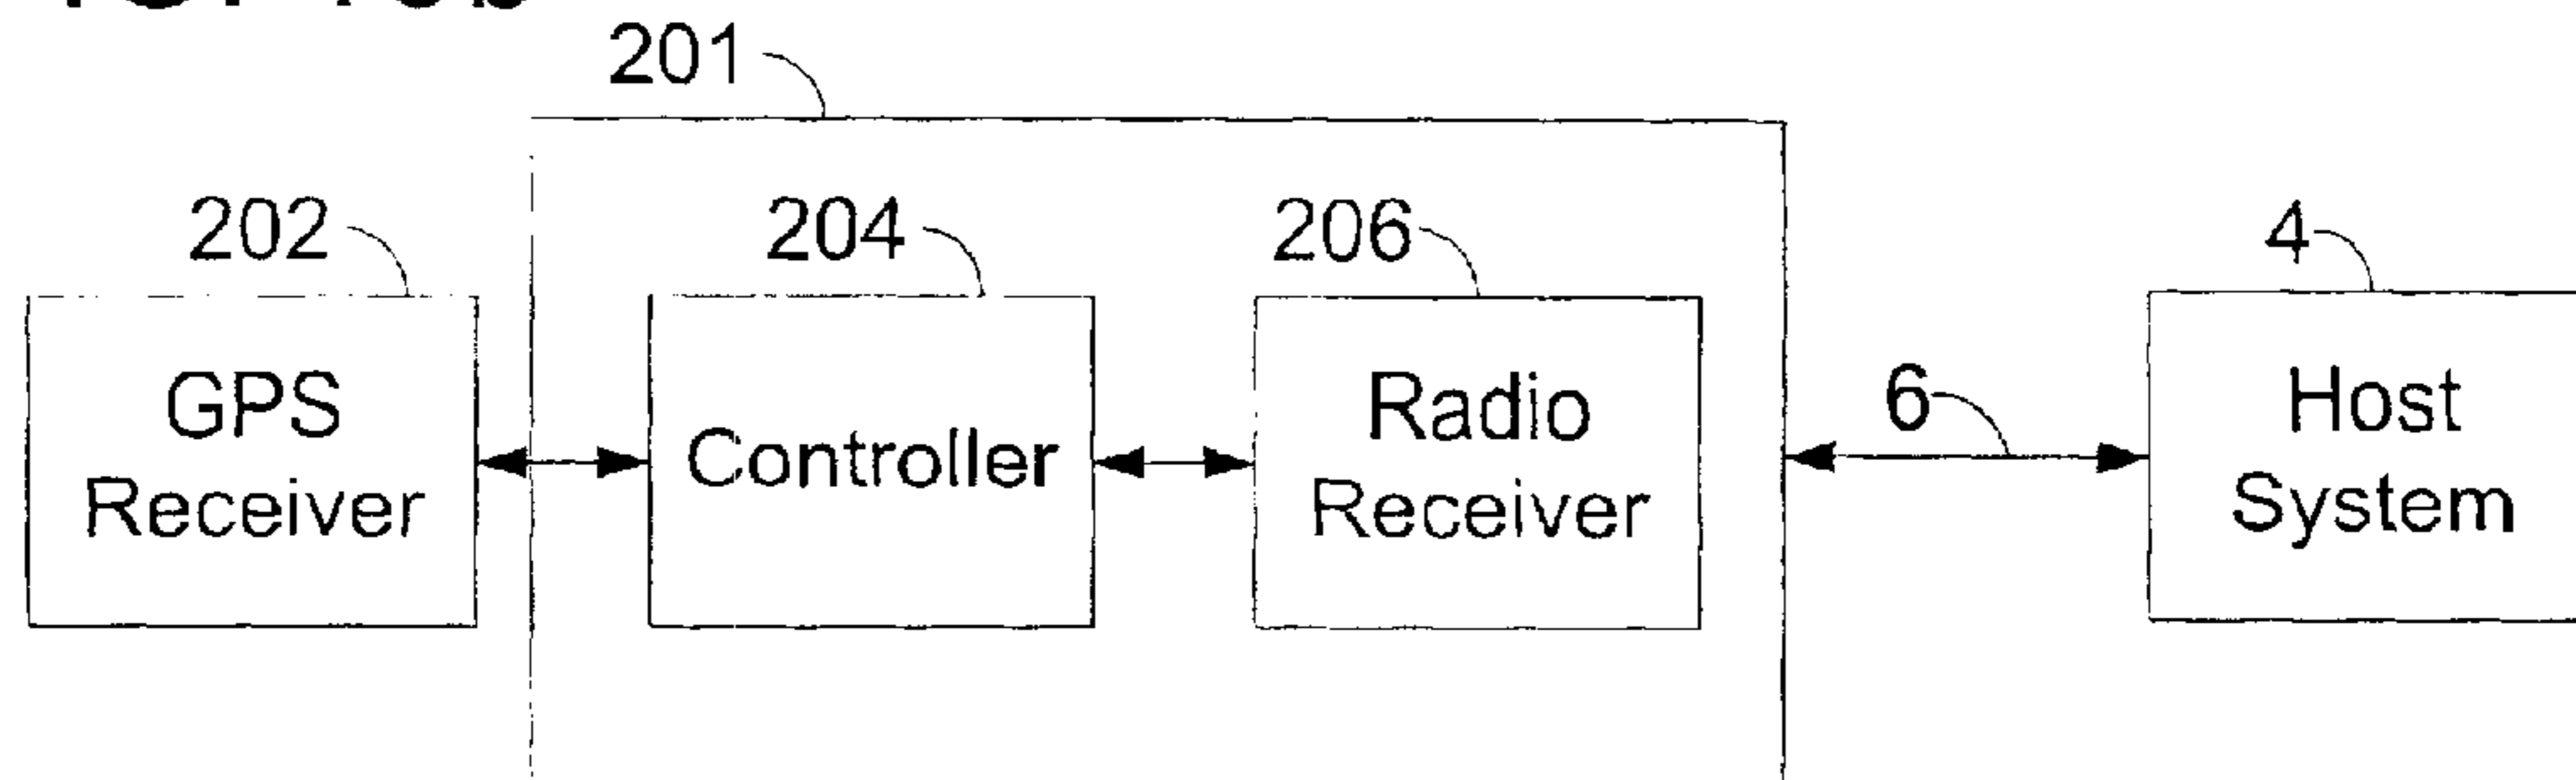 201
202
204
206
4
GPS
Receiver
Controller
Radio
Receiver
6
Host
System